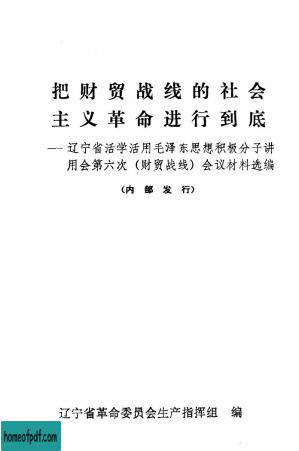 把财贸战线的社会
主义革命进行到底
——辽宁省活学活用毛泽东思想积极分子讲
用会第六次（财贸战线）会议材料选编
（内部发行）
辽宁省革命委员会生产指挥组 编
homeofpdf.com